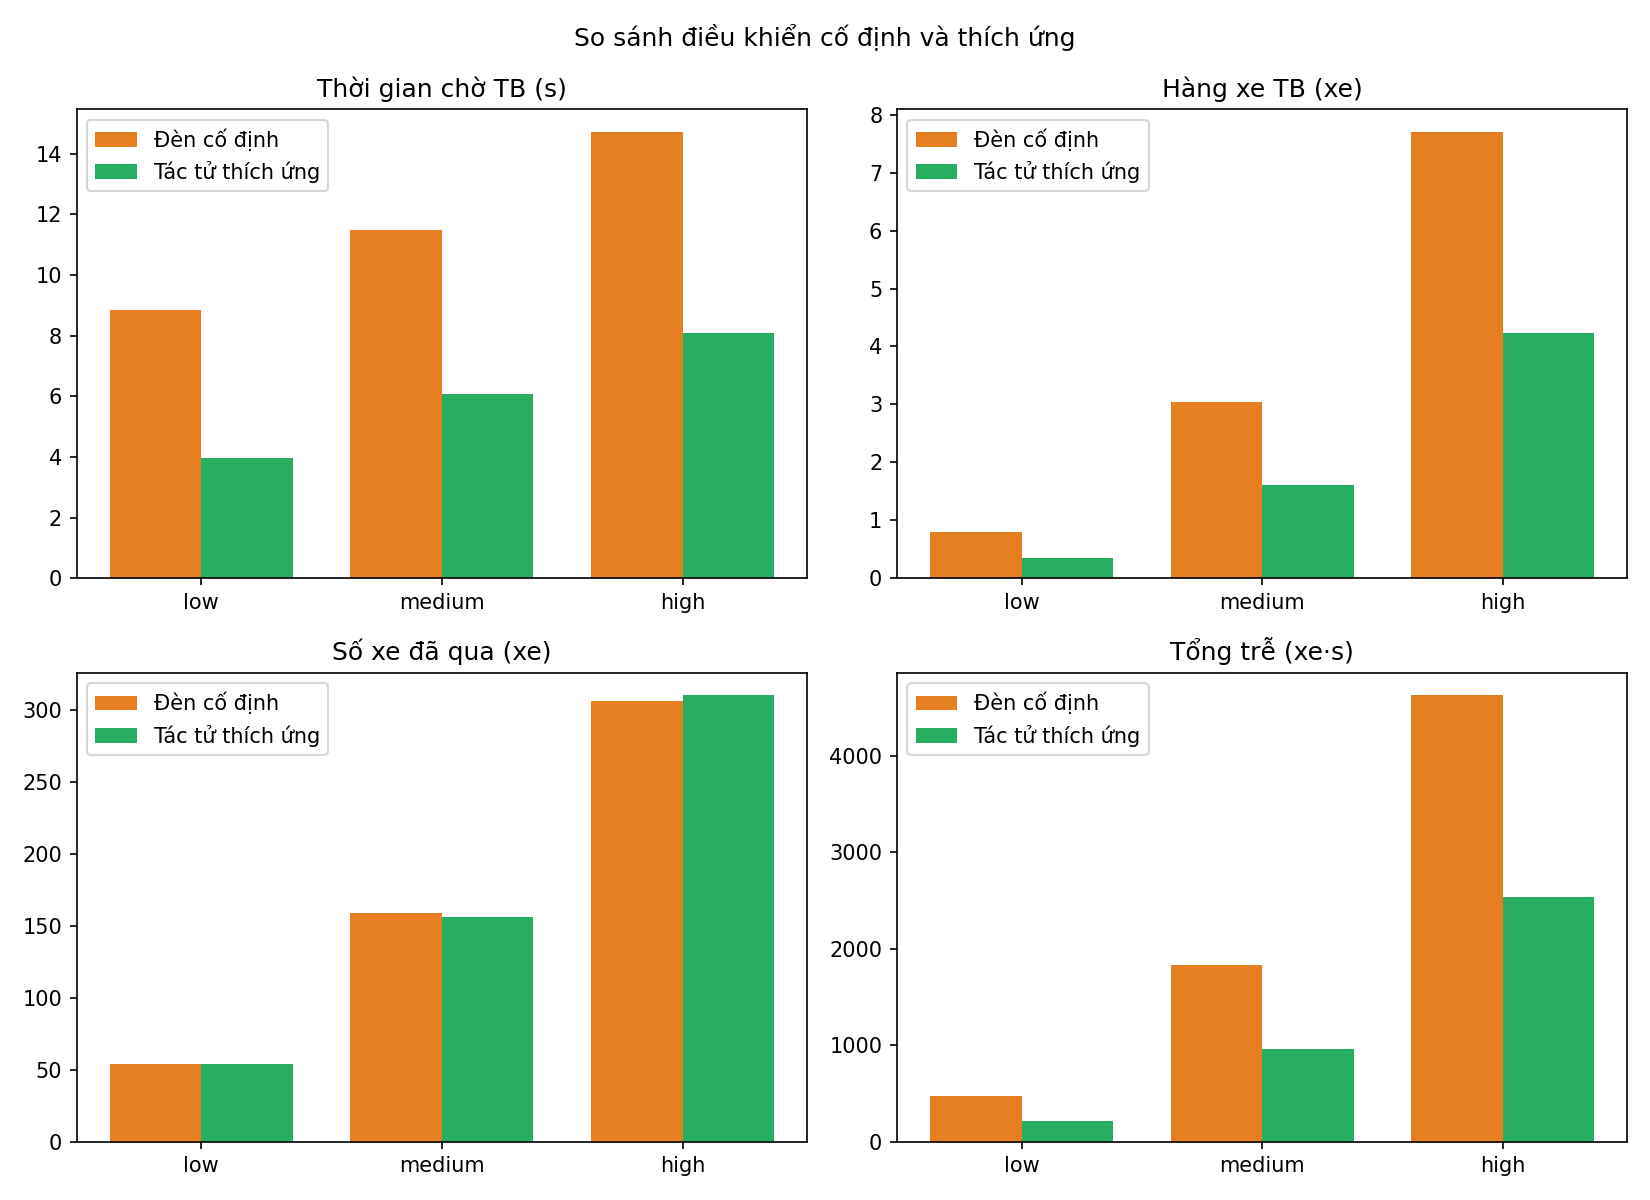 So sánh điều khiển cố định và thích ứng
Thời gian chờ TB (s)
Đèn cố định
Tác tử thích ứng
14
12
10
8
6
4
2
0
low medium high
Hàng xe TB (xe)
Đèn cố định
Tác tử thích ứng
8
7
6
5
4
3
2
1
0
low medium high
Số xe đã qua (xe)
Đèn cố định
Tác tử thích ứng
300
250
200
150
100
50
0
low medium high
Tổng trễ (xe·s)
Đèn cố định
Tác tử thích ứng
4000
3000
2000
1000
0
low medium high